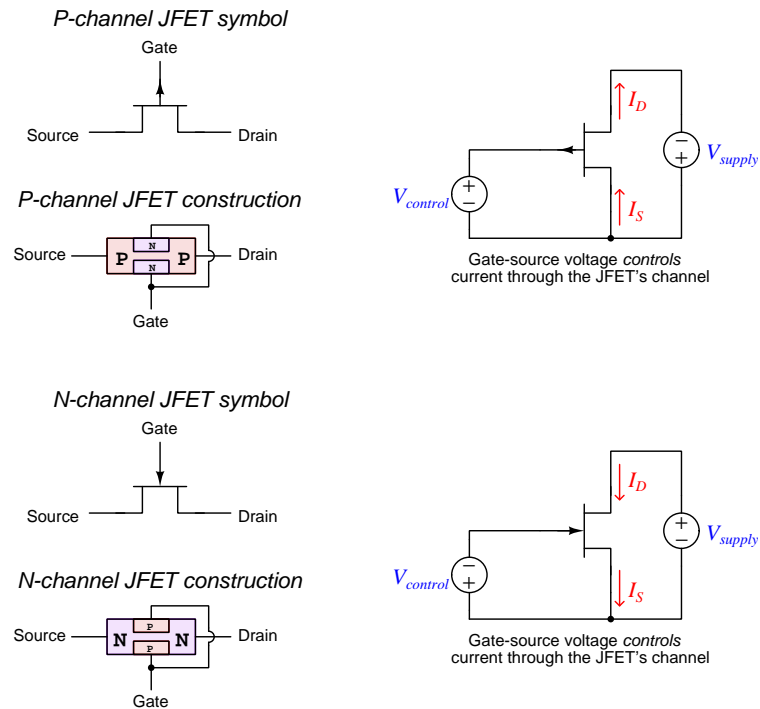 P-channel JFET symbol
Gate
Source
Drain
P-channel JFET construction
Source
P
N
N
P
Drain
Gate
I_D
V_supply
−
+
V_control
+
−
I_S
Gate-source voltage controls
current through the JFET's channel
N-channel JFET symbol
Gate
Source
Drain
N-channel JFET construction
Source
N
P
P
N
Drain
Gate
I_D
V_supply
+
−
V_control
−
+
I_S
Gate-source voltage controls
current through the JFET's channel